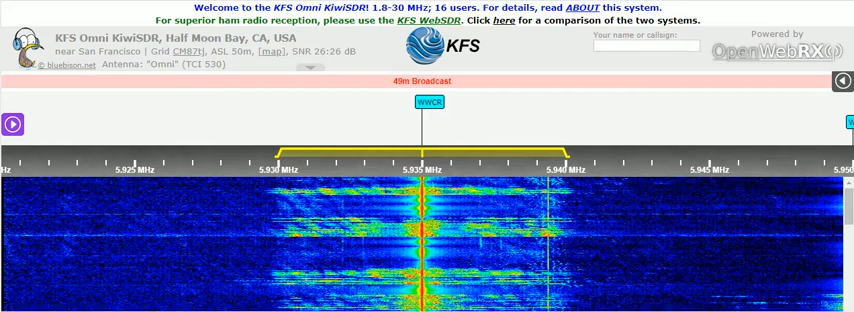 Welcome to the KFS Omni KiwiSDR! 1.8-30 MHz; 16 users. For details, read ABOUT this system.
For superior ham radio reception, please use the KFS WebSDR. Click here for a comparison of the two systems.
KFS Omni KiwiSDR, Half Moon Bay, CA, USA
near San Francisco | Grid CM87tj, ASL 50m, [map], SNR 26:26 dB
© bluebison.net Antenna: "Omni" (TCI 530)
KFS
Your name or callsign:
Powered by
OpenWebRX
49m Broadcast
WWCR
W
Hz 5.925 MHz 5.930 MHz 5.935 MHz 5.940 MHz 5.945 MHz 5.950